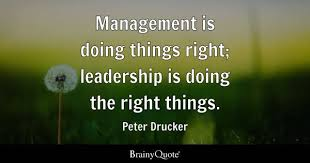 Management is
doing things right;
leadership is doing
the right things.
Peter Drucker
BrainyQuote®